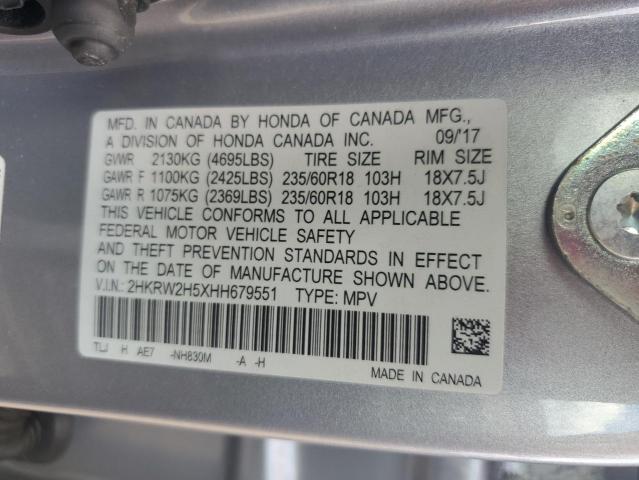 MFD. IN CANADA BY HONDA OF CANADA MFG.,
A DIVISION OF HONDA CANADA INC. 09/'17
GVWR 2130KG (4695LBS) TIRE SIZE RIM SIZE
GAWR F 1100KG (2425LBS) 235/60R18 103H 18X7.5J
GAWR R 1075KG (2369LBS) 235/60R18 103H 18X7.5J
THIS VEHICLE CONFORMS TO ALL APPLICABLE
FEDERAL MOTOR VEHICLE SAFETY
AND THEFT PREVENTION STANDARDS IN EFFECT
ON THE DATE OF MANUFACTURE SHOWN ABOVE.
V.I.N.: 2HKRW2H5XHH679551 TYPE: MPV
TLJ H AE7 -NH830M -A -H
MADE IN CANADA